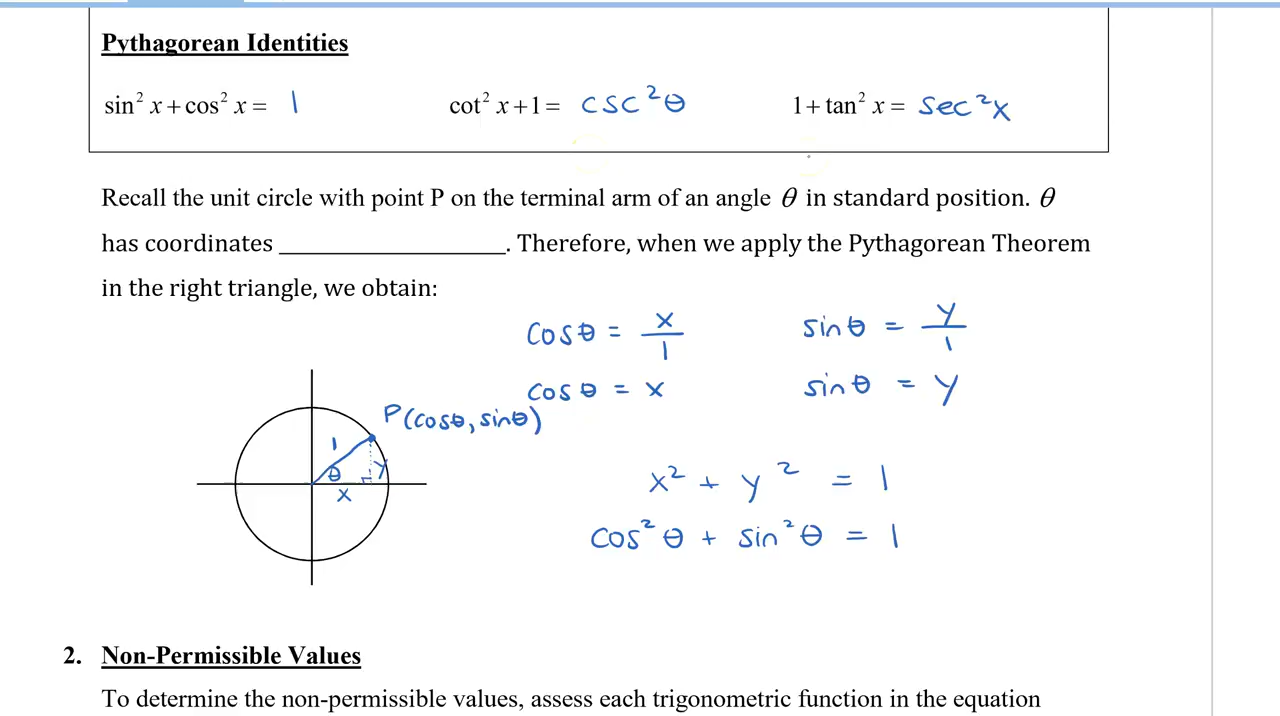 Pythagorean Identities
sin² x + cos² x = 1
cot² x + 1 = csc²θ
1 + tan² x = sec²x
Recall the unit circle with point P on the terminal arm of an angle θ in standard position. θ
has coordinates ____________________. Therefore, when we apply the Pythagorean Theorem
in the right triangle, we obtain:
cosθ = x/1
sinθ = y/1
cosθ = x
sinθ = y
P(cosθ, sinθ)
1
θ
y
x
x² + y² = 1
cos²θ + sin²θ = 1
2. Non-Permissible Values
To determine the non-permissible values, assess each trigonometric function in the equation